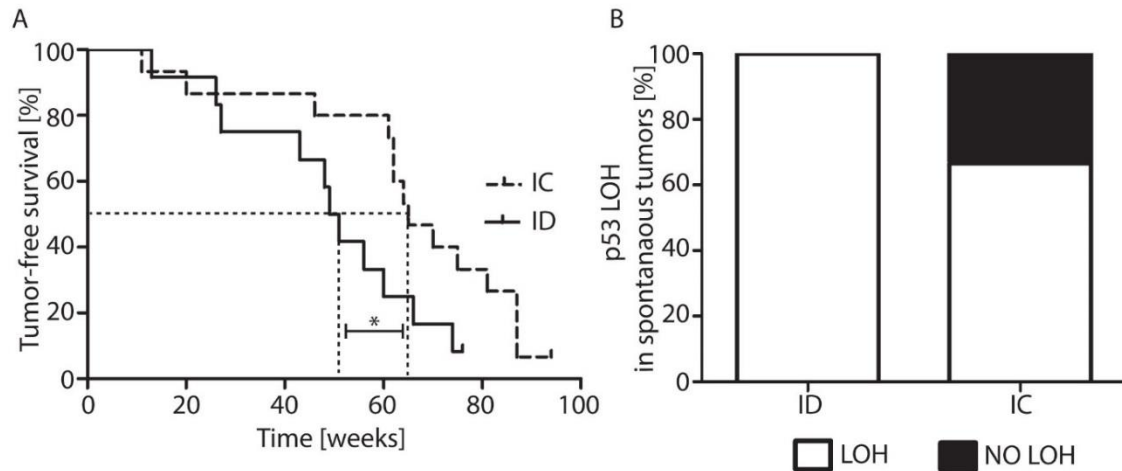 A
Tumor-free survival [%]
100
80
60
40
20
0
0 20 40 60 80 100
Time [weeks]
IC
ID
*
B
p53 LOH
in spontanaous tumors [%]
100
80
60
40
20
0
ID IC
LOH NO LOH